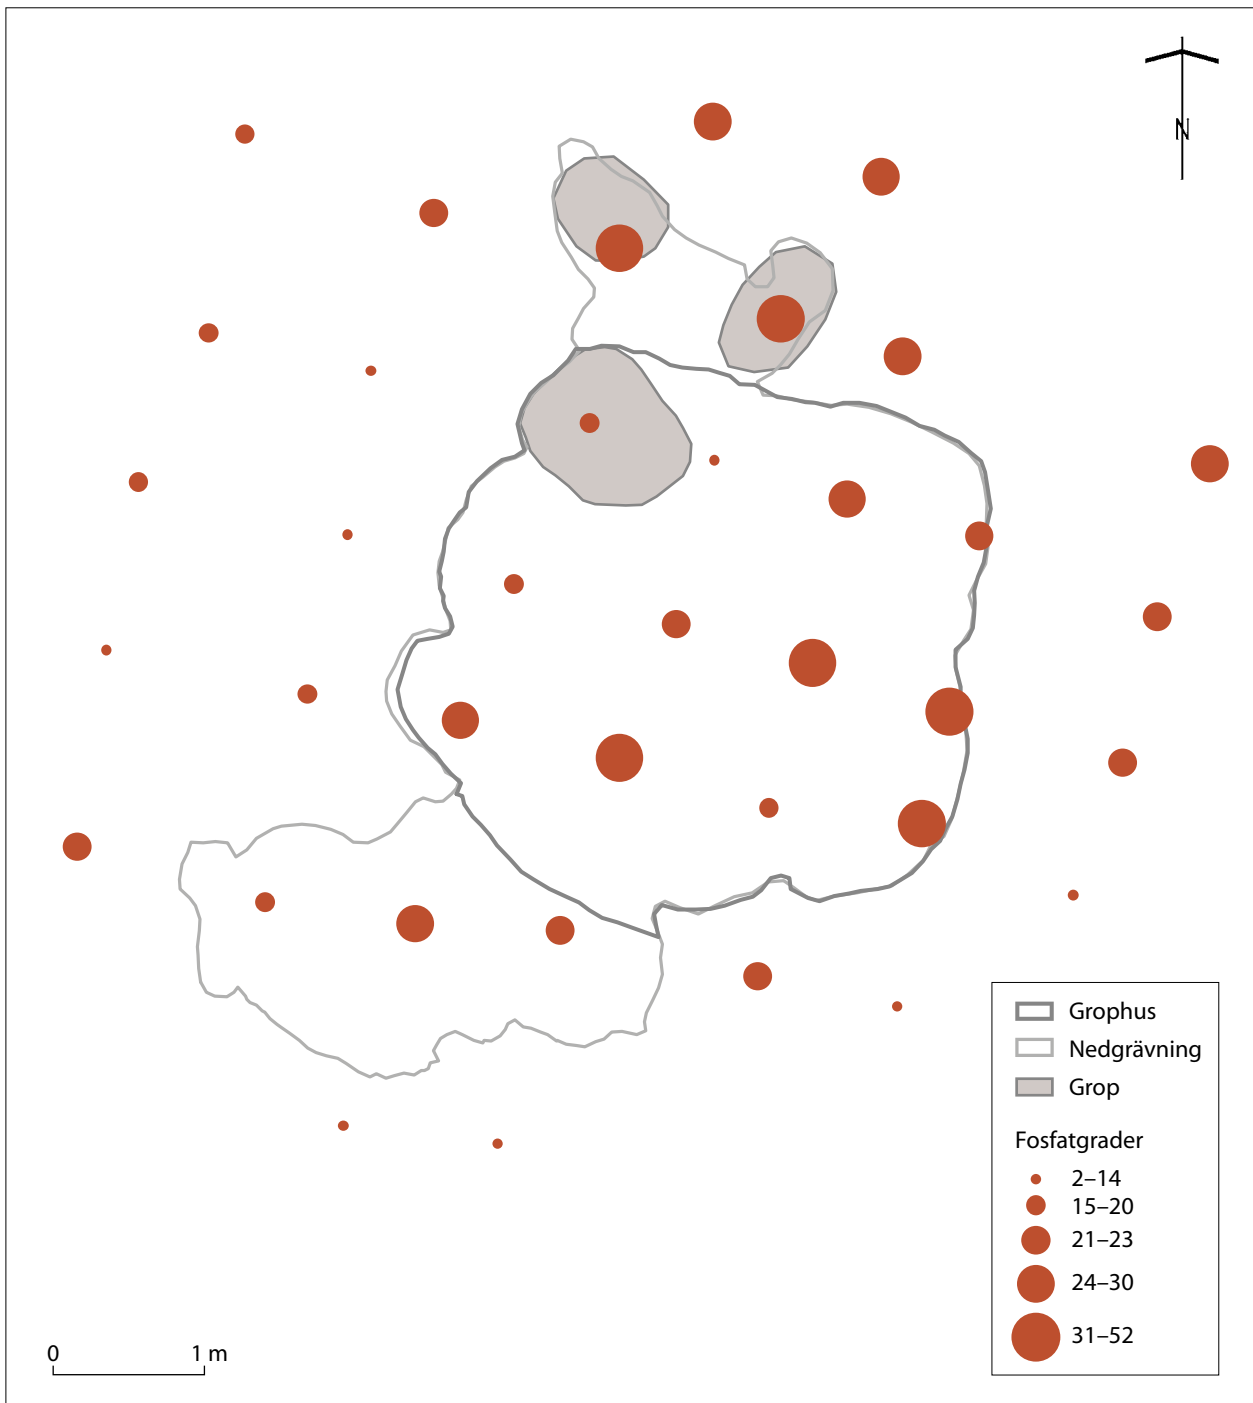 N
Grophus
Nedgrävning
Grop
Fosfatgrader
2–14
15–20
21–23
24–30
31–52
0 1 m